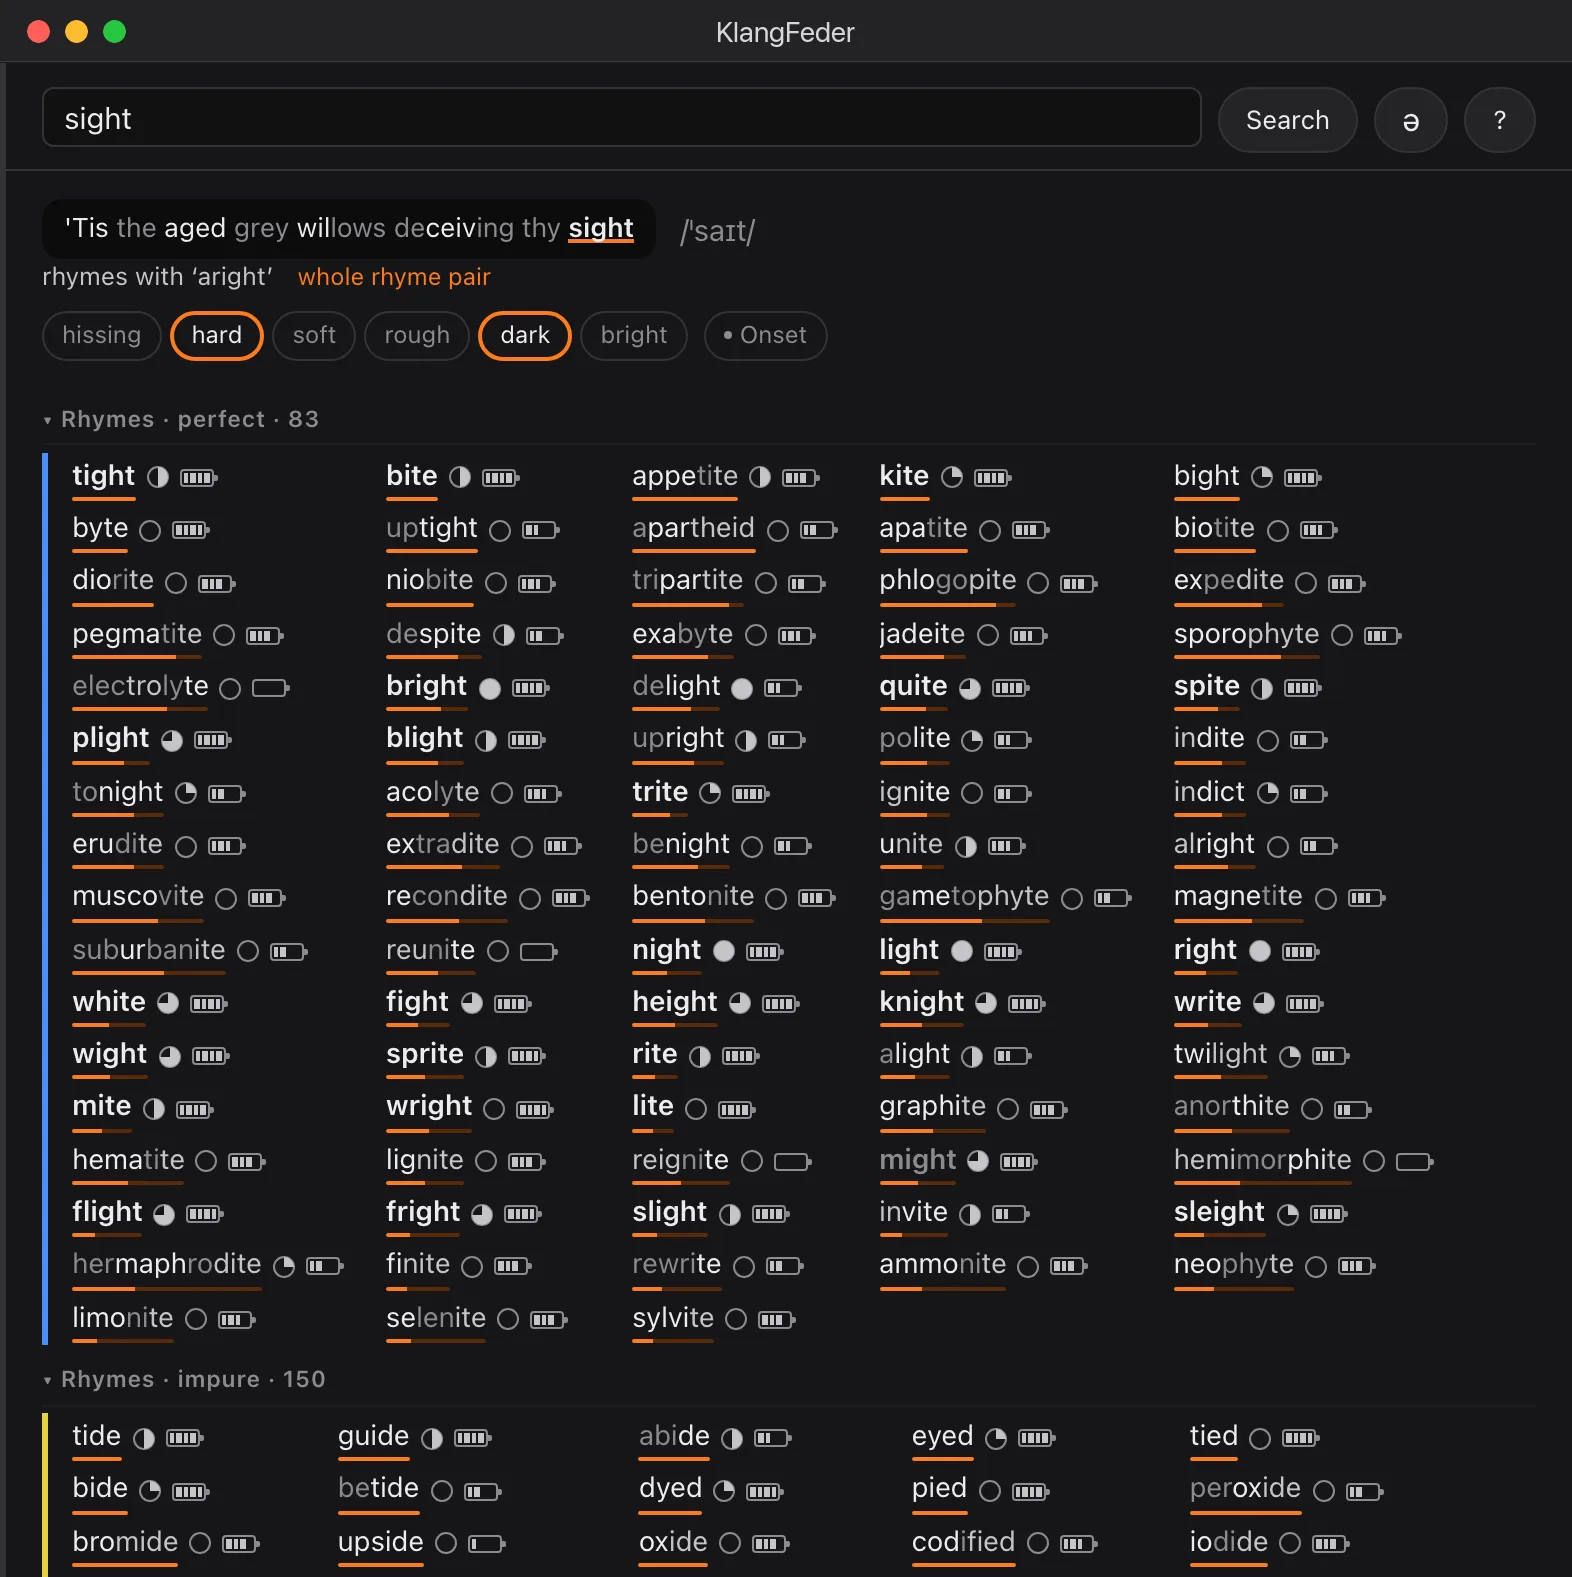 KlangFeder
sight Search ə ?
'Tis the aged grey willows deceiving thy sight /ˈsaɪt/
rhymes with ‘aright’ whole rhyme pair
hissing hard soft rough dark bright • Onset
▾ Rhymes · perfect · 83
tight bite appetite kite bight
byte uptight apartheid apatite biotite
diorite niobite tripartite phlogopite expedite
pegmatite despite exabyte jadeite sporophyte
electrolyte bright delight quite spite
plight blight upright polite indite
tonight acolyte trite ignite indict
erudite extradite benight unite alright
muscovite recondite bentonite gametophyte magnetite
suburbanite reunite night light right
white fight height knight write
wight sprite rite alight twilight
mite wright lite graphite anorthite
hematite lignite reignite might hemimorphite
flight fright slight invite sleight
hermaphrodite finite rewrite ammonite neophyte
limonite selenite sylvite
▾ Rhymes · impure · 150
tide guide abide eyed tied
bide betide dyed pied peroxide
bromide upside oxide codified iodide